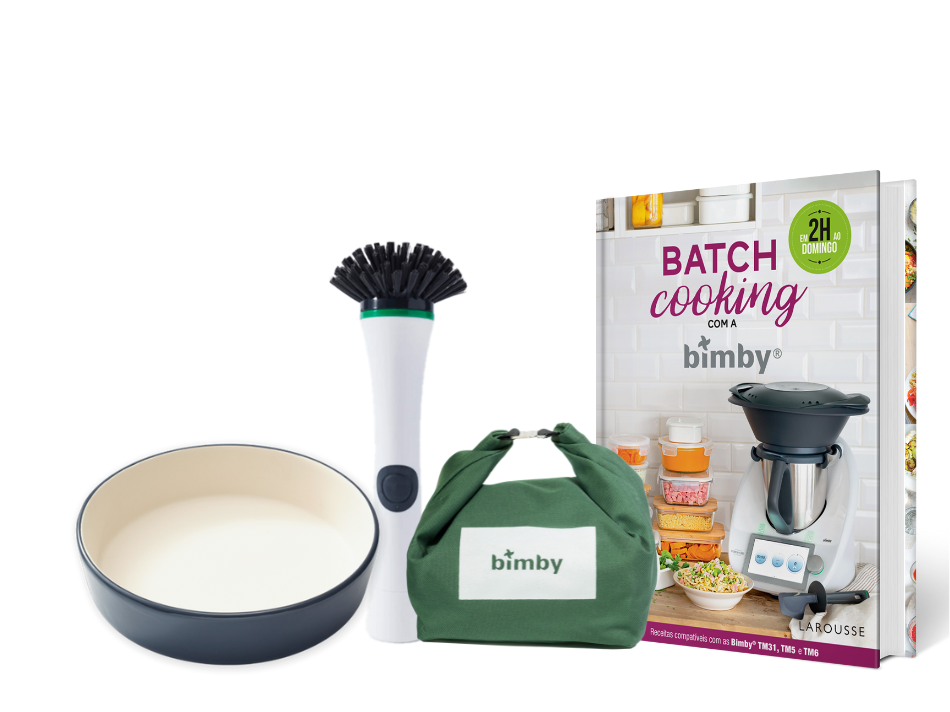 BATCH
cooking
COM A
bimby®
EM 2H AO
DOMINGO
bimby
LAROUSSE
Receitas compatíveis com as Bimby® TM31, TM5 e TM6